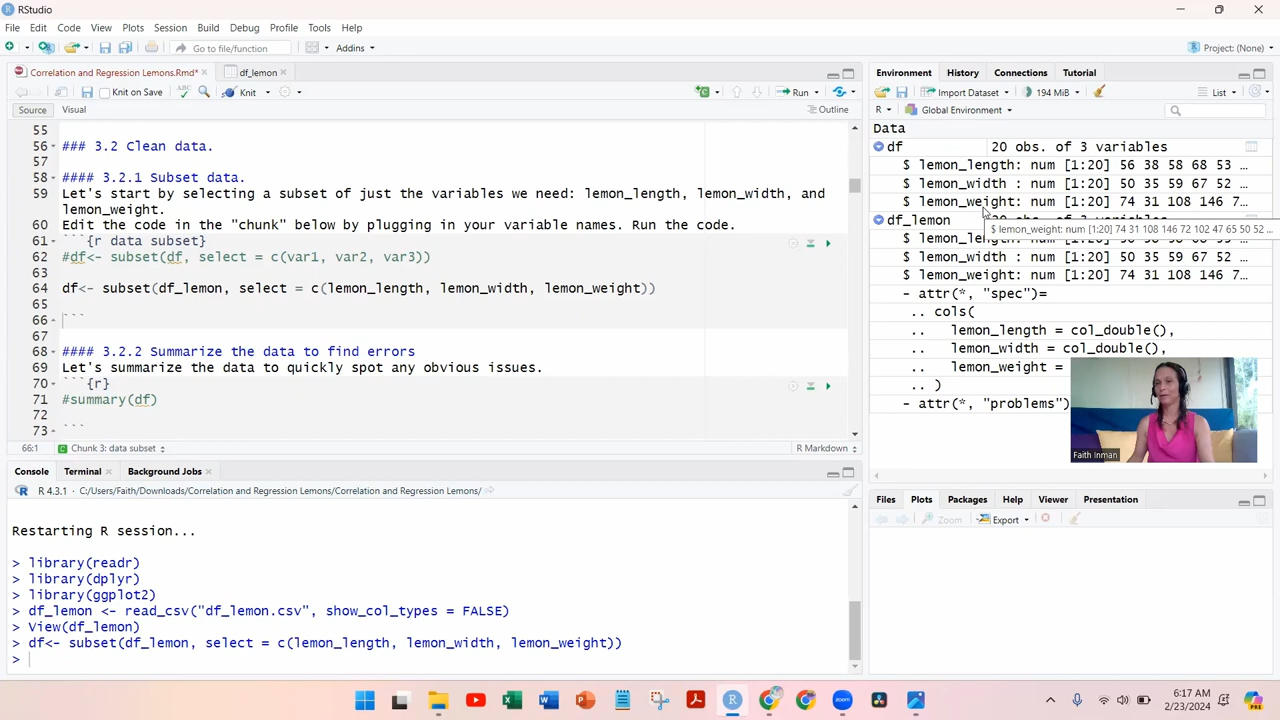 RStudio
File Edit Code View Plots Session Build Debug Profile Tools Help
Go to file/function Addins Project: (None)
Correlation and Regression Lemons.Rmd* df_lemon
Knit on Save Knit Run
Source Visual Outline
55
56 ### 3.2 Clean data.
57
58 #### 3.2.1 Subset data.
59 Let's start by selecting a subset of just the variables we need: lemon_length, lemon_width, and
lemon_weight.
60 Edit the code in the "chunk" below by plugging in your variable names. Run the code.
61 ```{r data subset}
62 #df<- subset(df, select = c(var1, var2, var3))
63
64 df<- subset(df_lemon, select = c(lemon_length, lemon_width, lemon_weight))
65
66 ```
67
68 #### 3.2.2 Summarize the data to find errors
69 Let's summarize the data to quickly spot any obvious issues.
70 ```{r}
71 #summary(df)
72
73 ```
66:1 Chunk 3: data subset R Markdown
Console Terminal Background Jobs
R 4.3.1 · C:/Users/Faith/Downloads/Correlation and Regression Lemons/Correlation and Regression Lemons/
Restarting R session...
> library(readr)
> library(dplyr)
> library(ggplot2)
> df_lemon <- read_csv("df_lemon.csv", show_col_types = FALSE)
> View(df_lemon)
> df<- subset(df_lemon, select = c(lemon_length, lemon_width, lemon_weight))
>
Environment History Connections Tutorial
Import Dataset 194 MiB List
R Global Environment
Data
df 20 obs. of 3 variables
$ lemon_length: num [1:20] 56 38 58 68 53 ...
$ lemon_width : num [1:20] 50 35 59 67 52 ...
$ lemon_weight: num [1:20] 74 31 108 146 7...
df_lemon 20 obs. of 3 variables
$ lemon_weight: num [1:20] 74 31 108 146 72 102 47 65 50 52 ...
$ lemon_length: num [1:20] 56 38 58 68 53 ...
$ lemon_width : num [1:20] 50 35 59 67 52 ...
$ lemon_weight: num [1:20] 74 31 108 146 7...
- attr(*, "spec")=
.. cols(
.. lemon_length = col_double(),
.. lemon_width = col_double(),
.. lemon_weight =
.. )
- attr(*, "problems")
Faith Inman
Files Plots Packages Help Viewer Presentation
Zoom Export
6:17 AM
2/23/2024